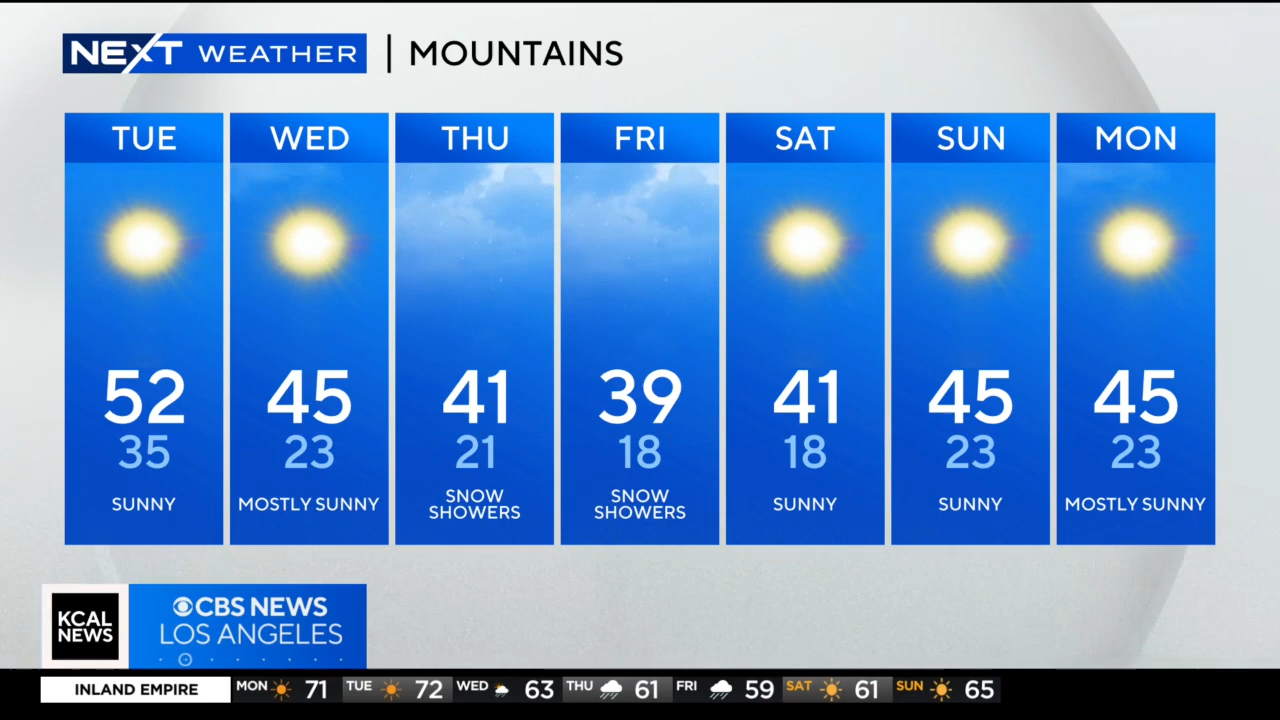 NEXT WEATHER | MOUNTAINS
TUE WED THU FRI SAT SUN MON
52 45 41 39 41 45 45
35 23 21 18 18 23 23
SUNNY MOSTLY SUNNY SNOW SHOWERS SNOW SHOWERS SUNNY SUNNY MOSTLY SUNNY
KCAL NEWS
CBS NEWS
LOS ANGELES
INLAND EMPIRE MON 71 TUE 72 WED 63 THU 61 FRI 59 SAT 61 SUN 65